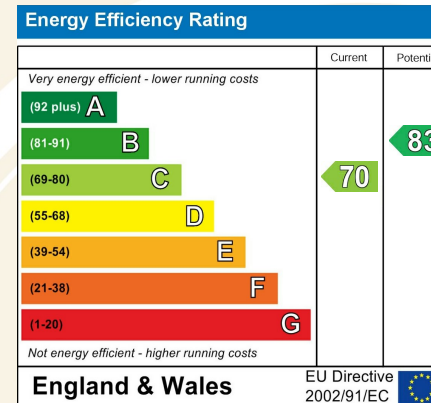 Energy Efficiency Rating
Current Potenti
Very energy efficient - lower running costs
(92 plus) A
(81-91) B
83
(69-80) C
70
(55-68) D
(39-54) E
(21-38) F
(1-20) G
Not energy efficient - higher running costs
England & Wales
EU Directive
2002/91/EC